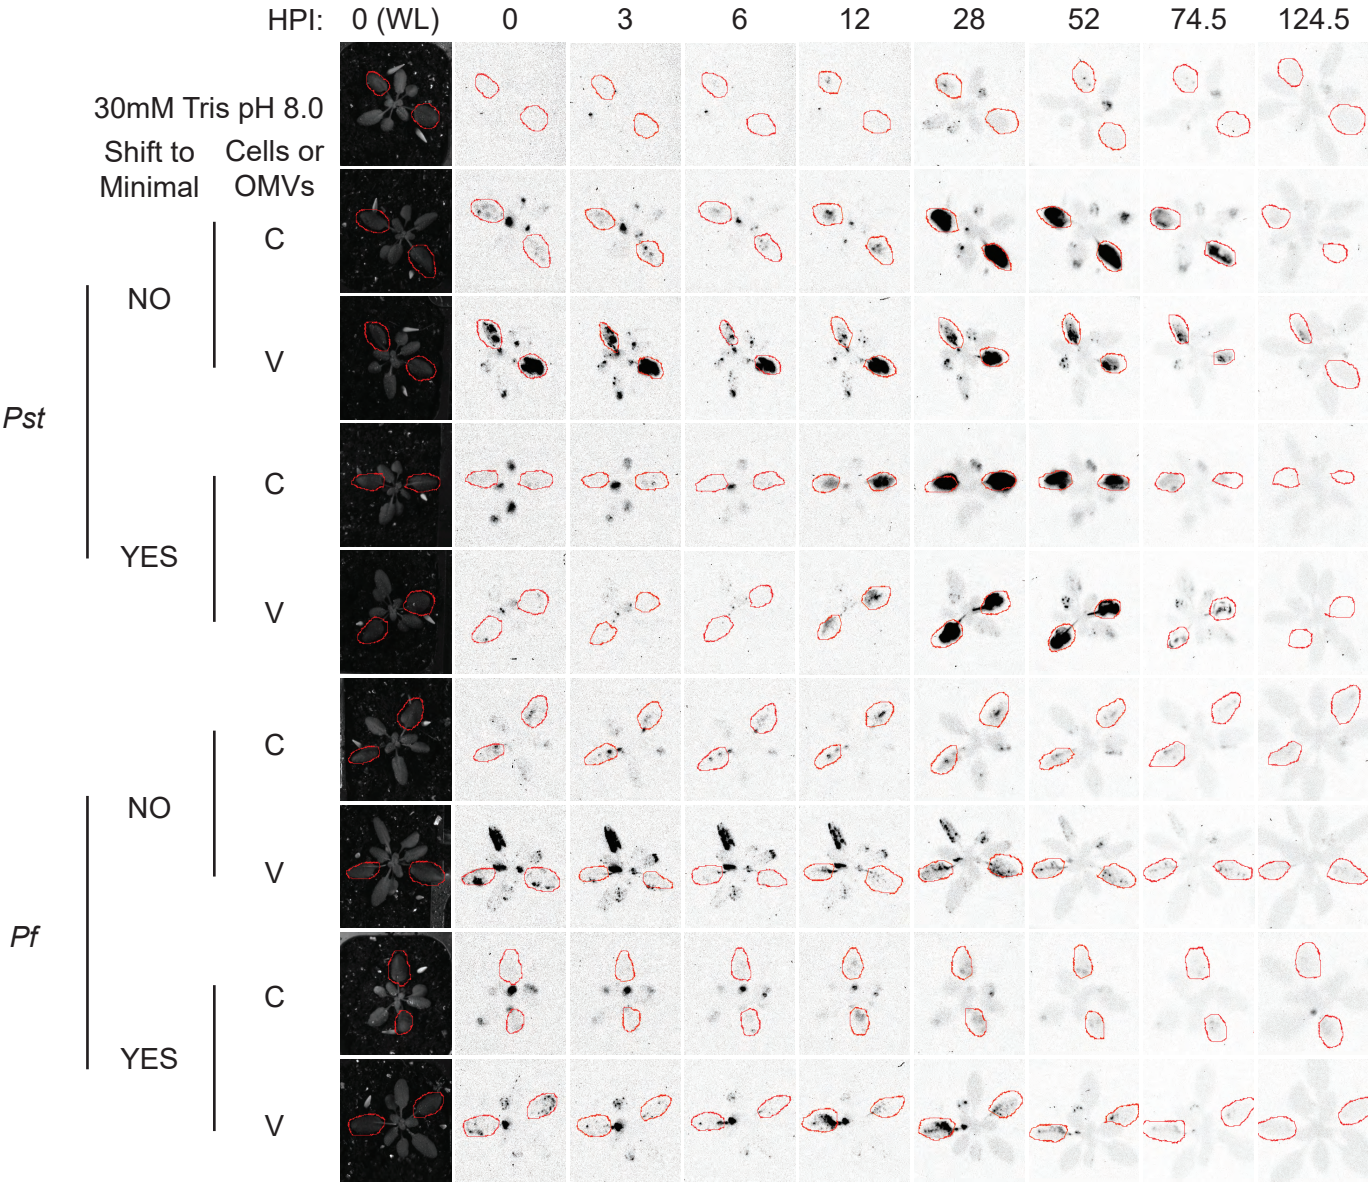 HPI: 0 (WL) 0 3 6 12 28 52 74.5 124.5
30mM Tris pH 8.0
Shift to Minimal Cells or OMVs
Pst
NO
C
V
YES
C
V
Pf
NO
C
V
YES
C
V